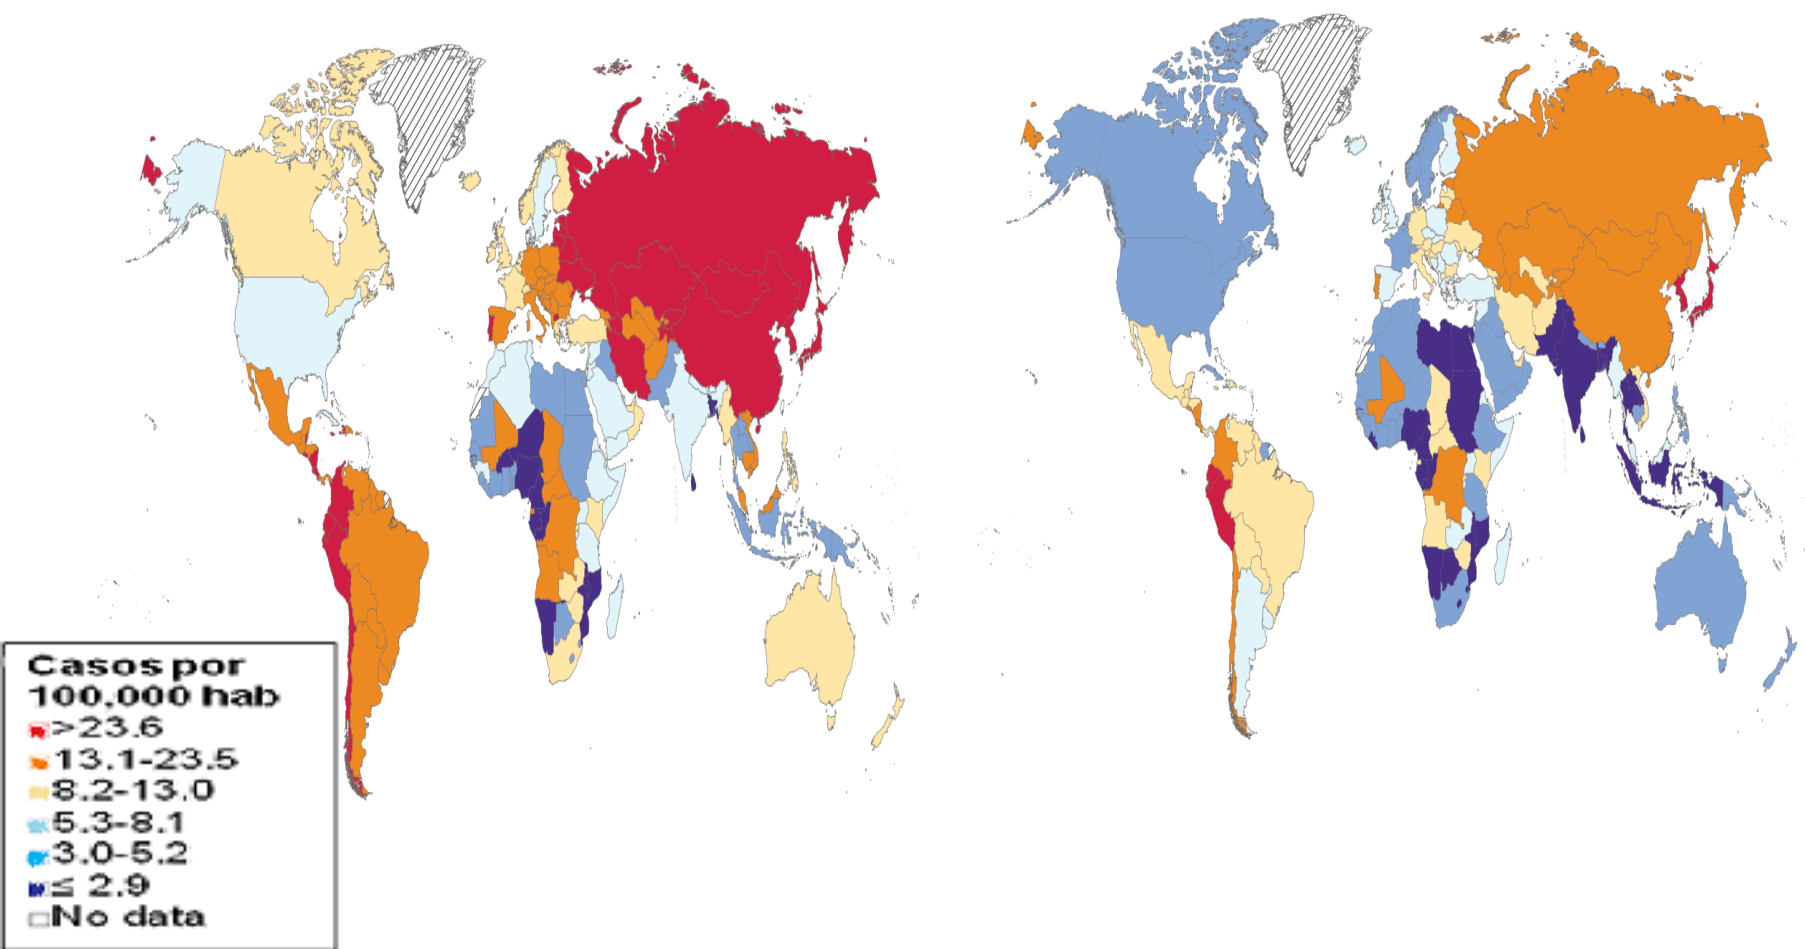 Casos por
100,000 hab
>23.6
13.1-23.5
8.2-13.0
5.3-8.1
3.0-5.2
≤ 2.9
No data